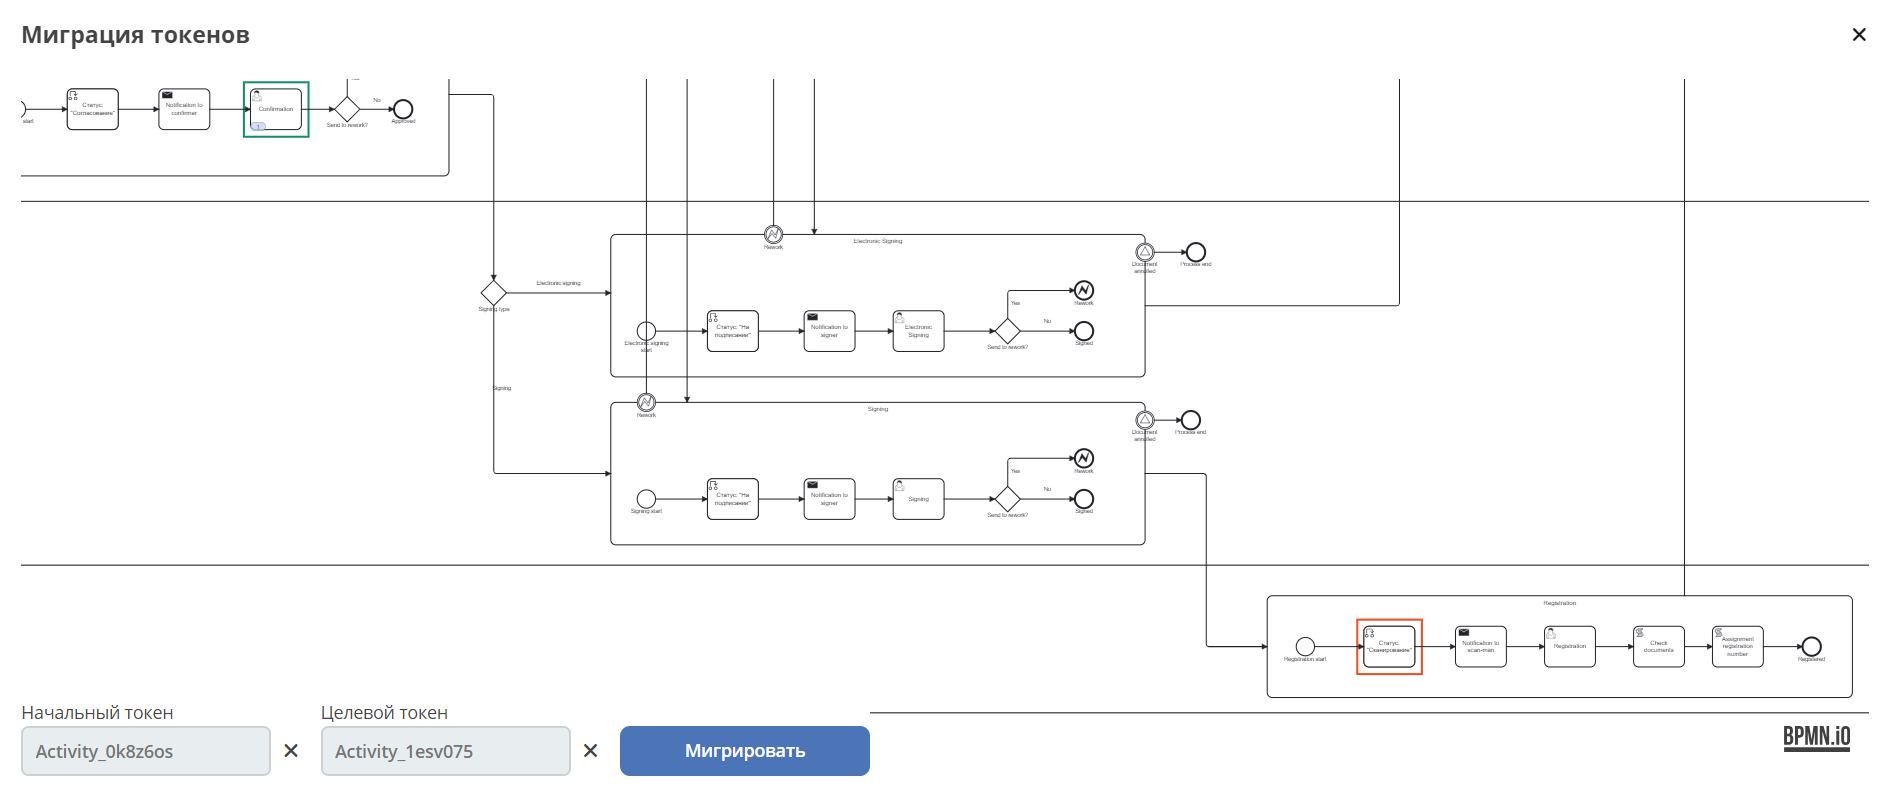 Миграция токенов
start
Статус:
"Согласование"
Notification to
confirmer
Confirmation
1
Send to rework?
No
Approved
Rework
Electronic Signing
Document
annulled
Process end
Electronic signing
Signing type
Electronic signing
start
Статус: "На
подписание"
Notification to
signer
Electronic
Signing
Send to rework?
Yes
Rework
No
Signed
Signing
Rework
Signing
Document
annulled
Process end
Signing start
Статус: "На
подписание"
Notification to
signer
Signing
Send to rework?
Yes
Rework
No
Signed
Registration
Registration start
Статус:
"Сканирование"
Notification to
scan-man
Registration
Check
documents
Assignment
registration
number
Registered
Начальный токен
Целевой токен
Activity_0k8z6os
Activity_1esv075
Мигрировать
BPMN.iO